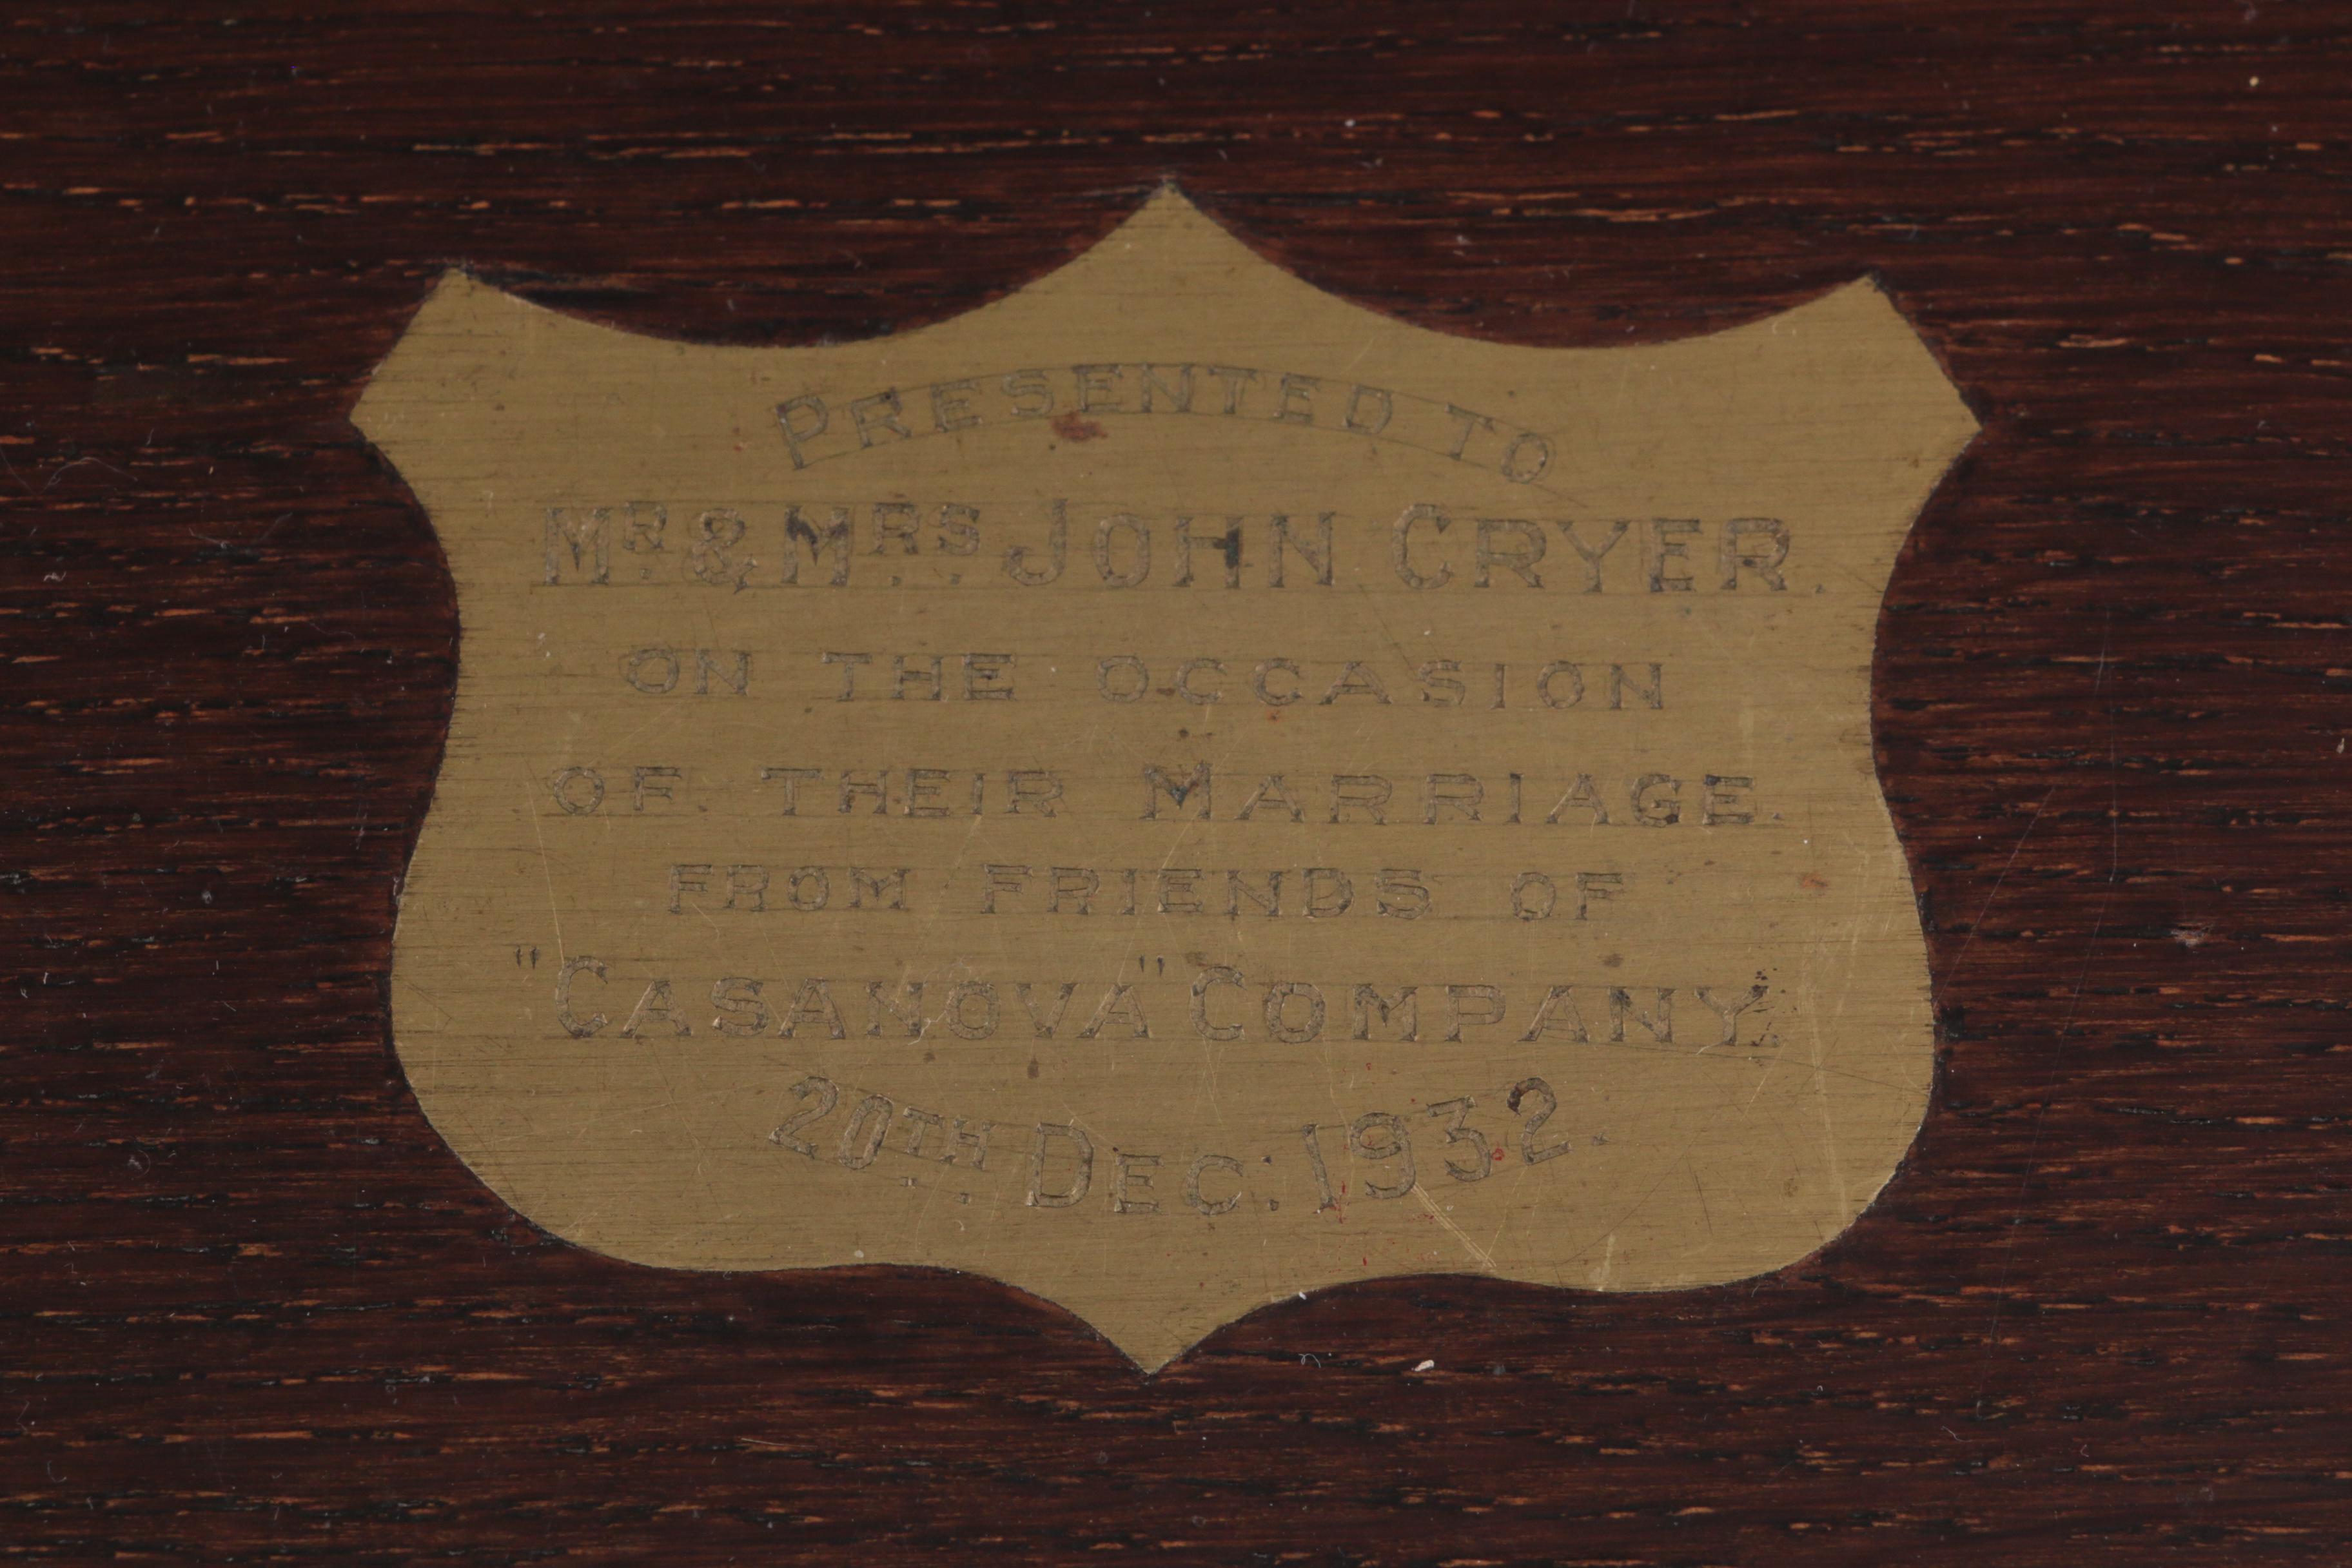 PRESENTED TO
MR. & MRS. JOHN CRYER.
ON THE OCCASION
OF THEIR MARRIAGE.
FROM FRIENDS OF
"CASANOVA" COMPANY.
20TH DEC: 1932.